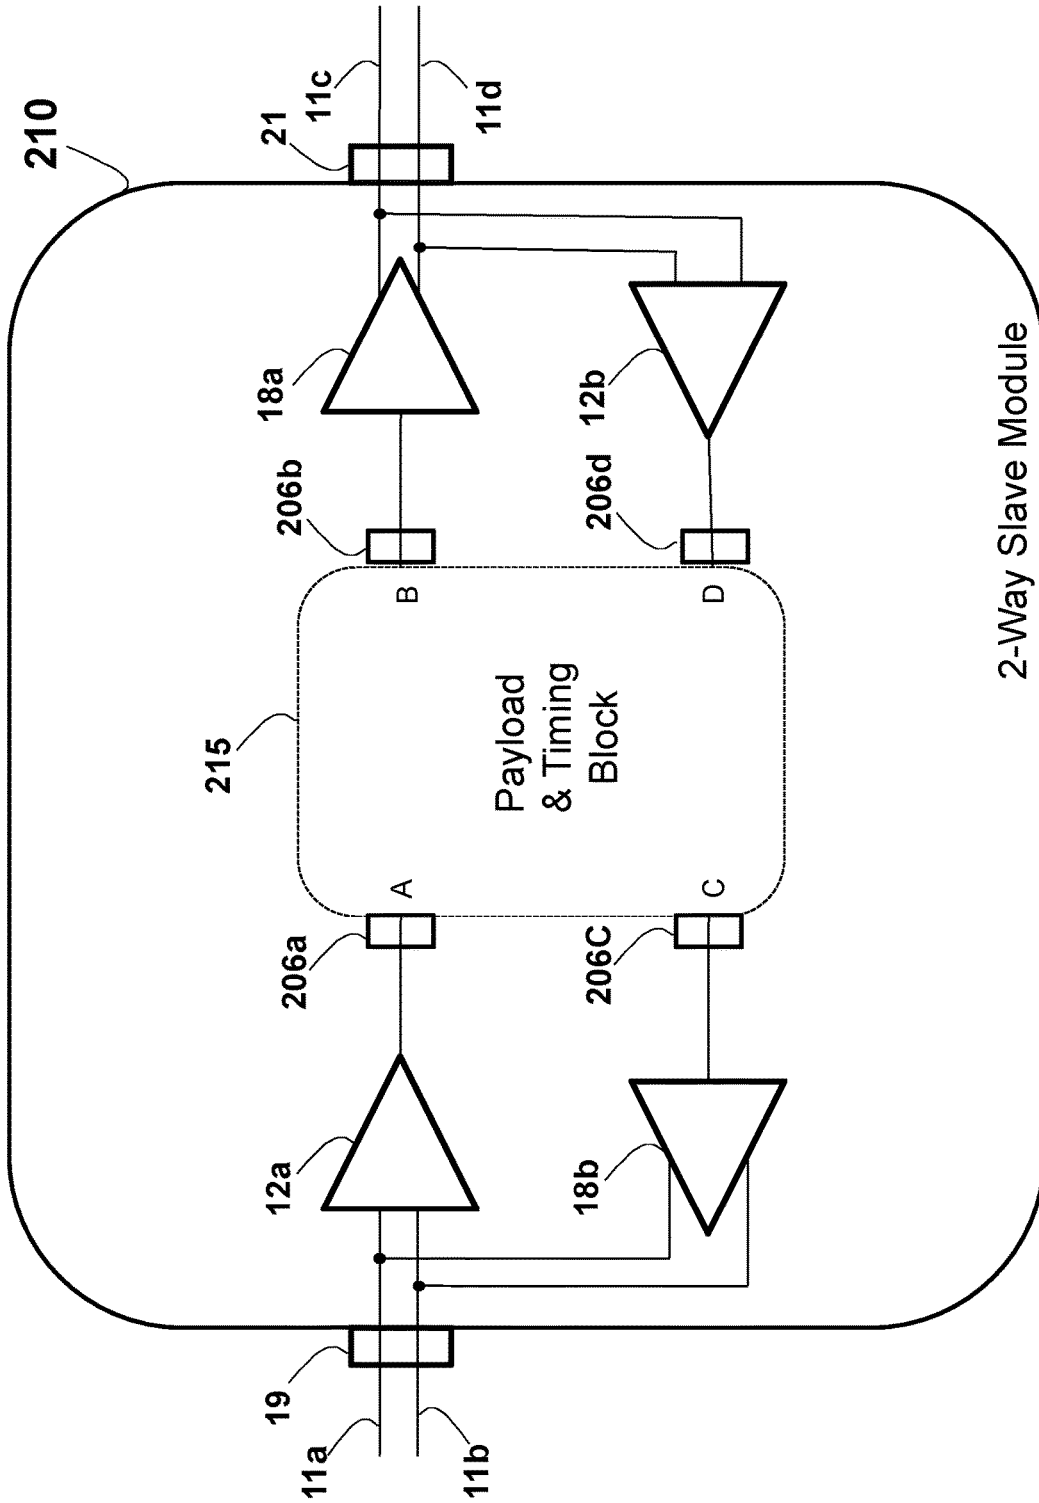 210
11a
11b
19
12a
18b
206a
206C
A
C
215
Payload
& Timing
Block
B
D
206b
206d
18a
12b
21
11c
11d
2-Way Slave Module